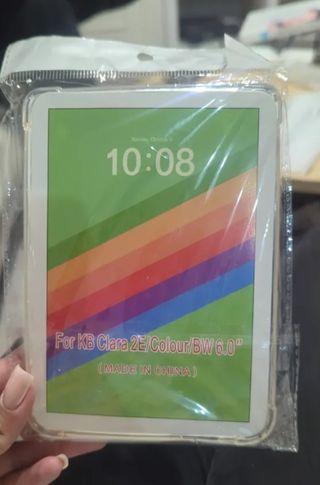 10:08
For KB Clara 2E/Colour/BW 6.0"
(MADE IN CHINA)